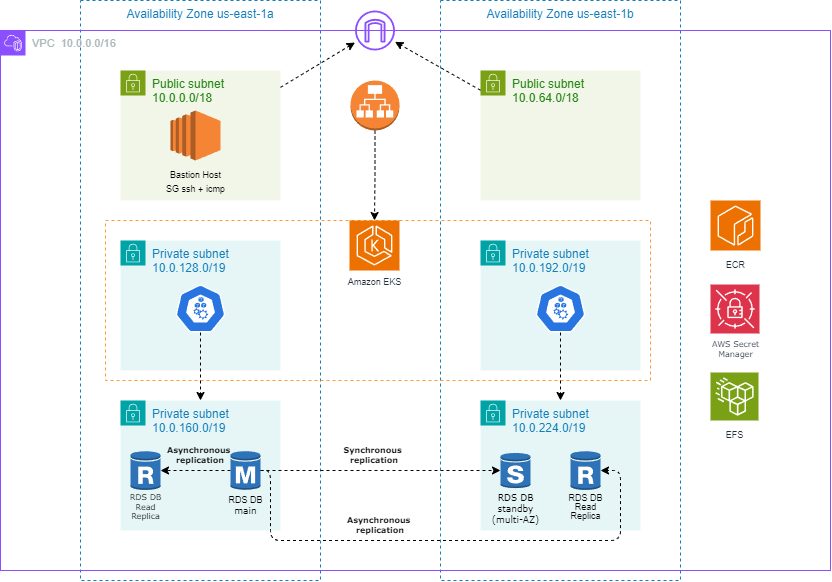 Availability Zone us-east-1a
Availability Zone us-east-1b
VPC 10.0.0.0/16
Public subnet
10.0.0.0/18
Public subnet
10.0.64.0/18
Bastion Host
SG ssh + icmp
Private subnet
10.0.128.0/19
K
Amazon EKS
Private subnet
10.0.192.0/19
ECR
AWS Secret
Manager
EFS
Private subnet
10.0.160.0/19
Private subnet
10.0.224.0/19
Asynchronous
replication
Synchronous
replication
R
M
S
R
RDS DB
Read
Replica
RDS DB
main
RDS DB
standby
(multi-AZ)
RDS DB
Read
Replica
Asynchronous
replication